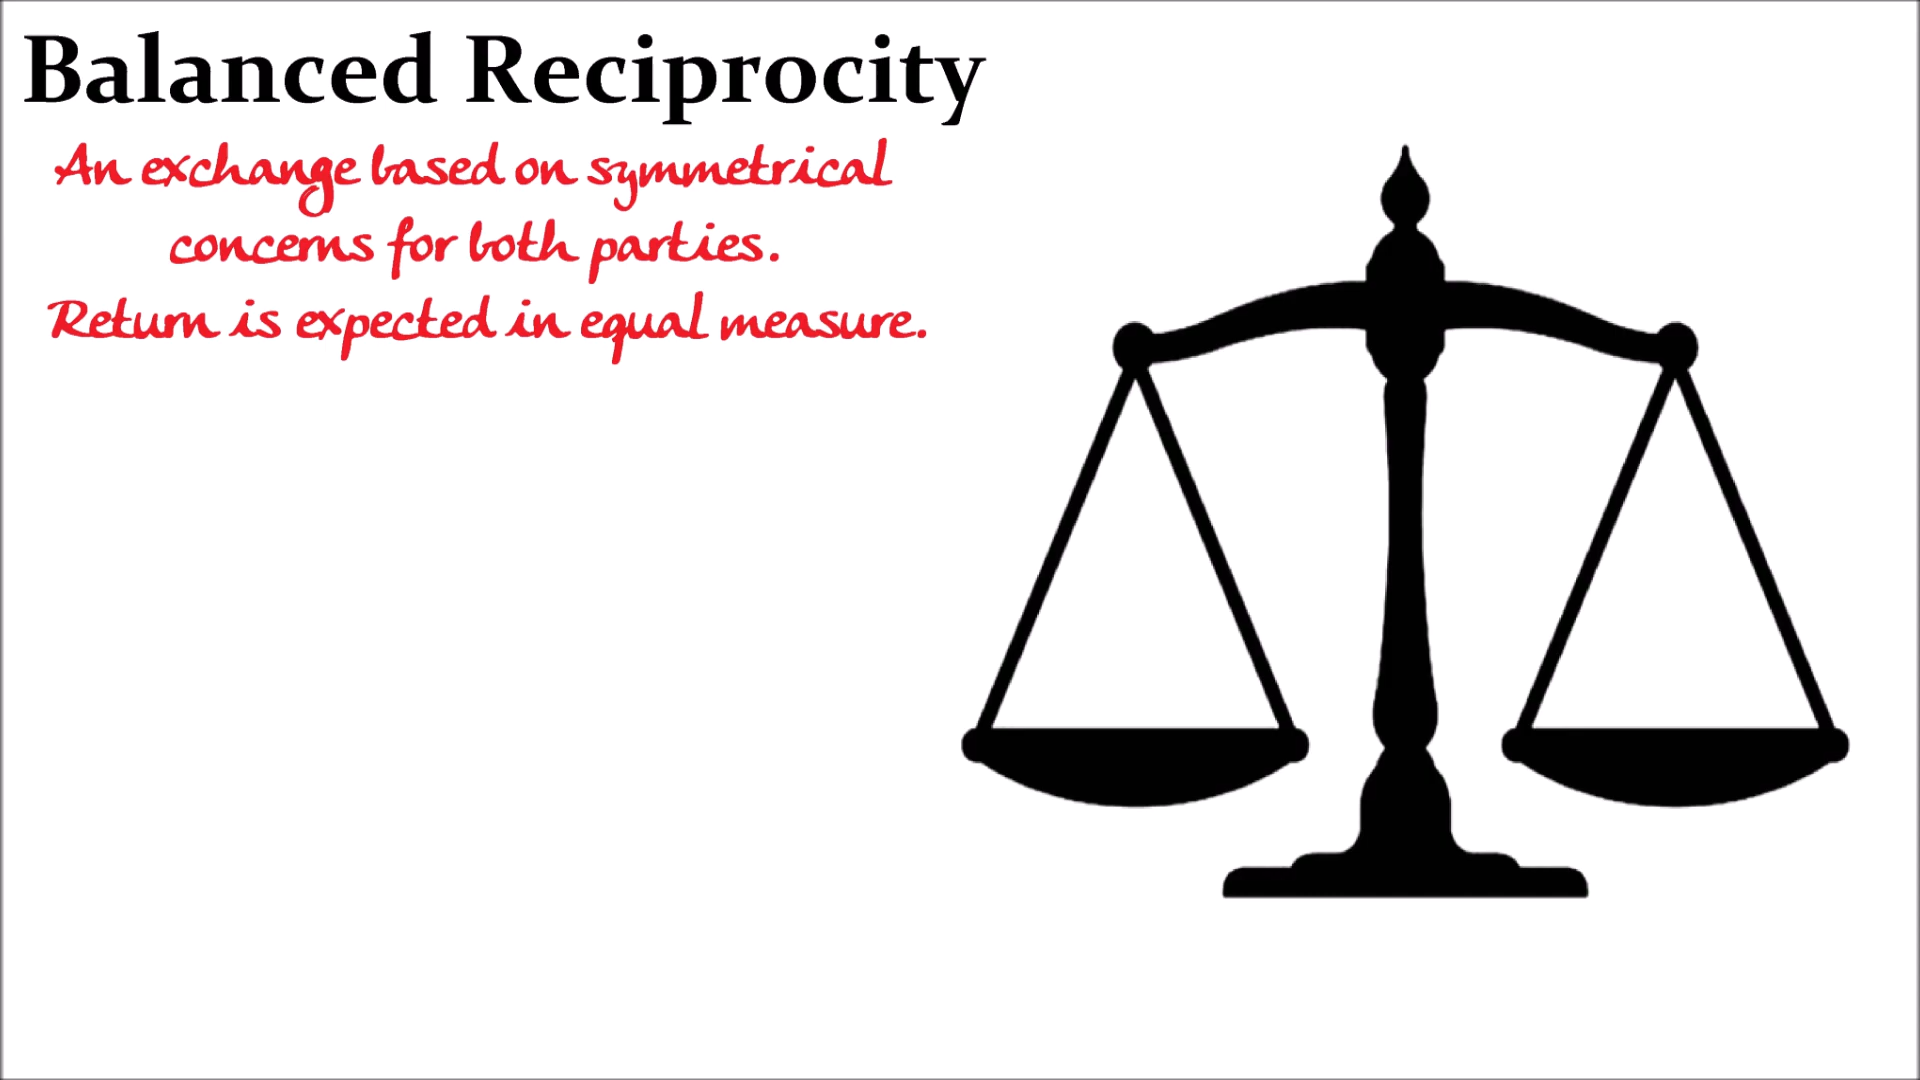 Balanced Reciprocity
An exchange based on symmetrical
concerns for both parties.
Return is expected in equal measure.